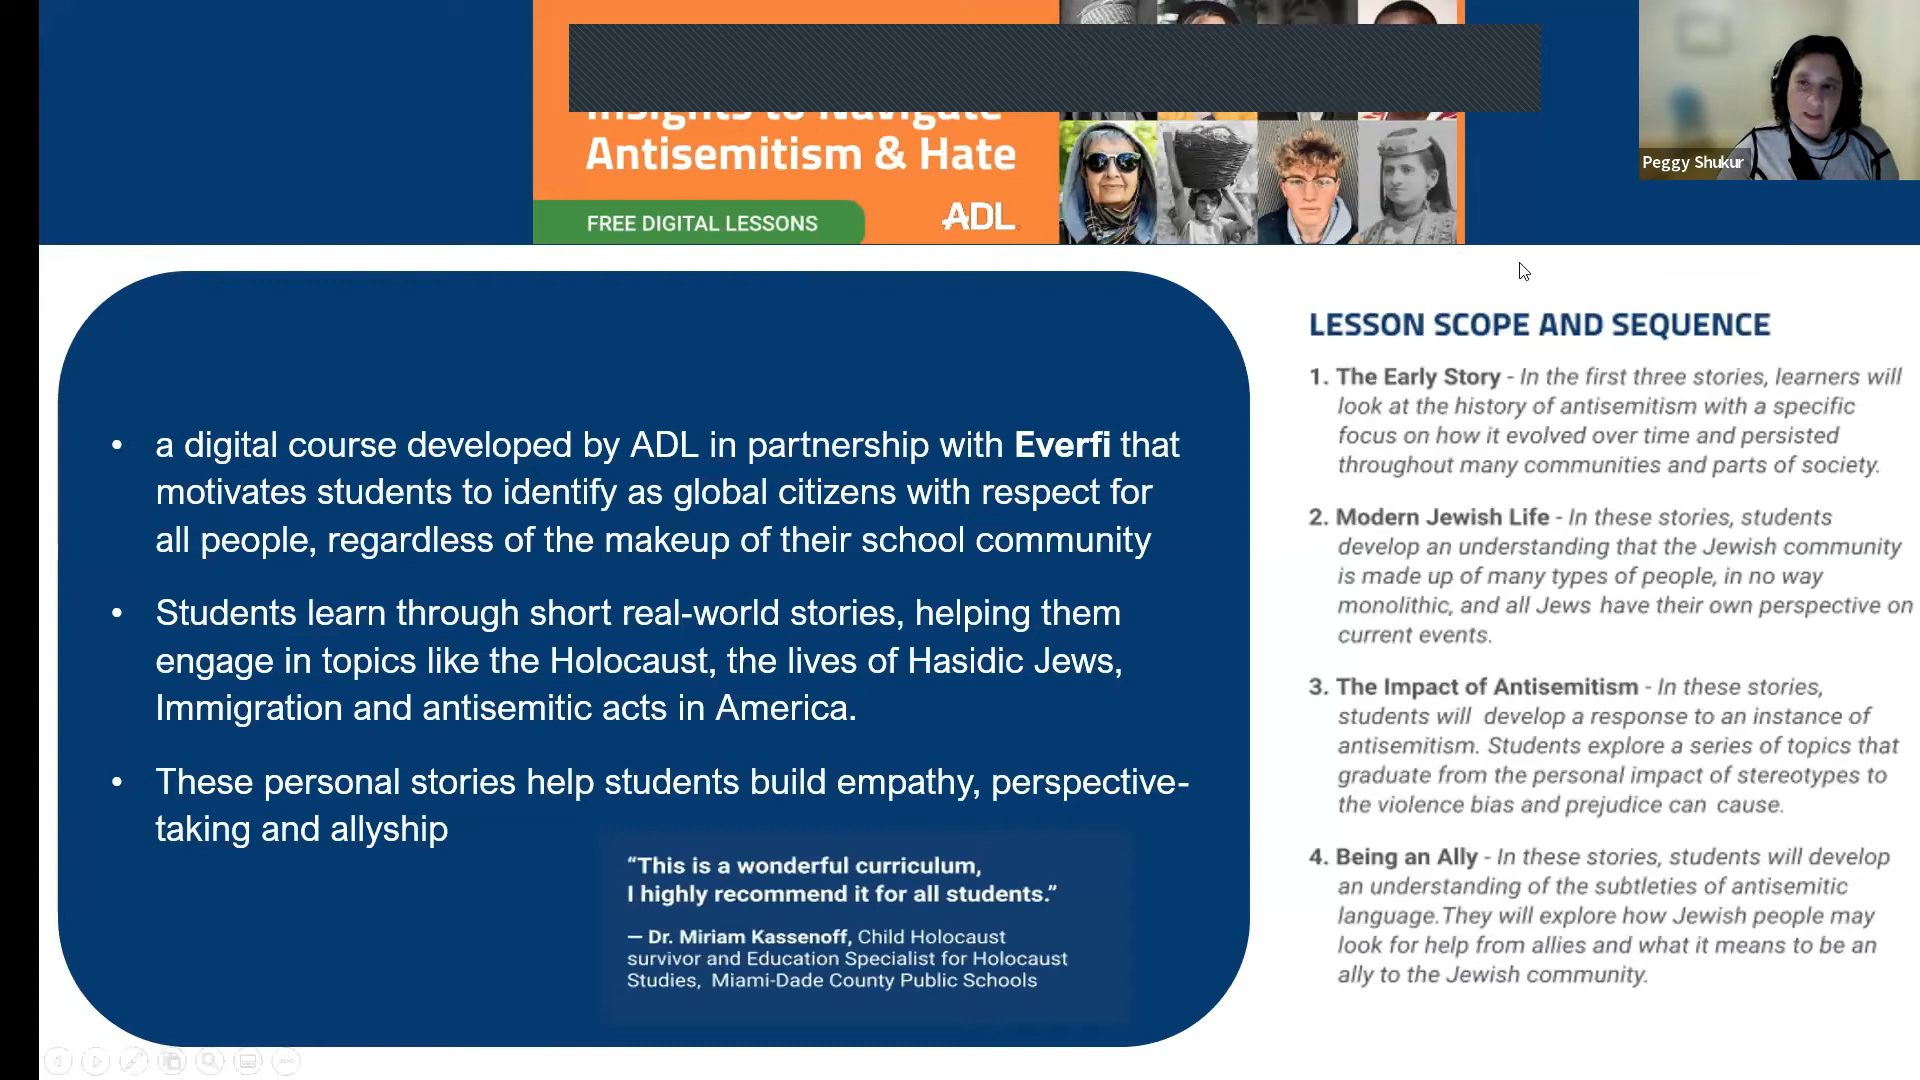 Insights to Navigate
Antisemitism & Hate
FREE DIGITAL LESSONS
ADL
Peggy Shukur
• a digital course developed by ADL in partnership with Everfi that
motivates students to identify as global citizens with respect for
all people, regardless of the makeup of their school community
• Students learn through short real-world stories, helping them
engage in topics like the Holocaust, the lives of Hasidic Jews,
Immigration and antisemitic acts in America.
• These personal stories help students build empathy, perspective-
taking and allyship
“This is a wonderful curriculum,
I highly recommend it for all students.”
— Dr. Miriam Kassenoff, Child Holocaust
survivor and Education Specialist for Holocaust
Studies, Miami-Dade County Public Schools
LESSON SCOPE AND SEQUENCE
1. The Early Story - In the first three stories, learners will
look at the history of antisemitism with a specific
focus on how it evolved over time and persisted
throughout many communities and parts of society.
2. Modern Jewish Life - In these stories, students
develop an understanding that the Jewish community
is made up of many types of people, in no way
monolithic, and all Jews have their own perspective on
current events.
3. The Impact of Antisemitism - In these stories,
students will develop a response to an instance of
antisemitism. Students explore a series of topics that
graduate from the personal impact of stereotypes to
the violence bias and prejudice can cause.
4. Being an Ally - In these stories, students will develop
an understanding of the subtleties of antisemitic
language.They will explore how Jewish people may
look for help from allies and what it means to be an
ally to the Jewish community.